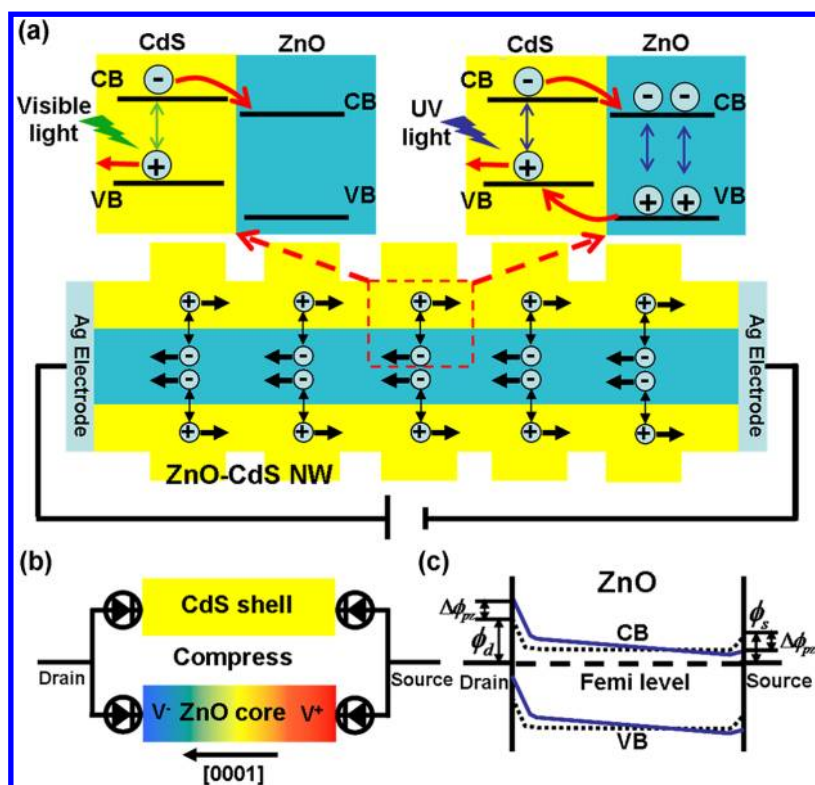 (a)
CdS ZnO
CB
CB
Visible
light
VB
VB
CdS ZnO
CB
CB
UV
light
VB
VB
Ag Electrode
+ + + + +
- - - - -
- - - - -
+ + + + +
Ag Electrode
ZnO-CdS NW
(b)
CdS shell
Compress
Drain
Source
V- ZnO core V+
[0001]
(c)
ZnO
Δϕpz
ϕd
CB
ϕs
Δϕpz
Drain
Femi level
Source
VB